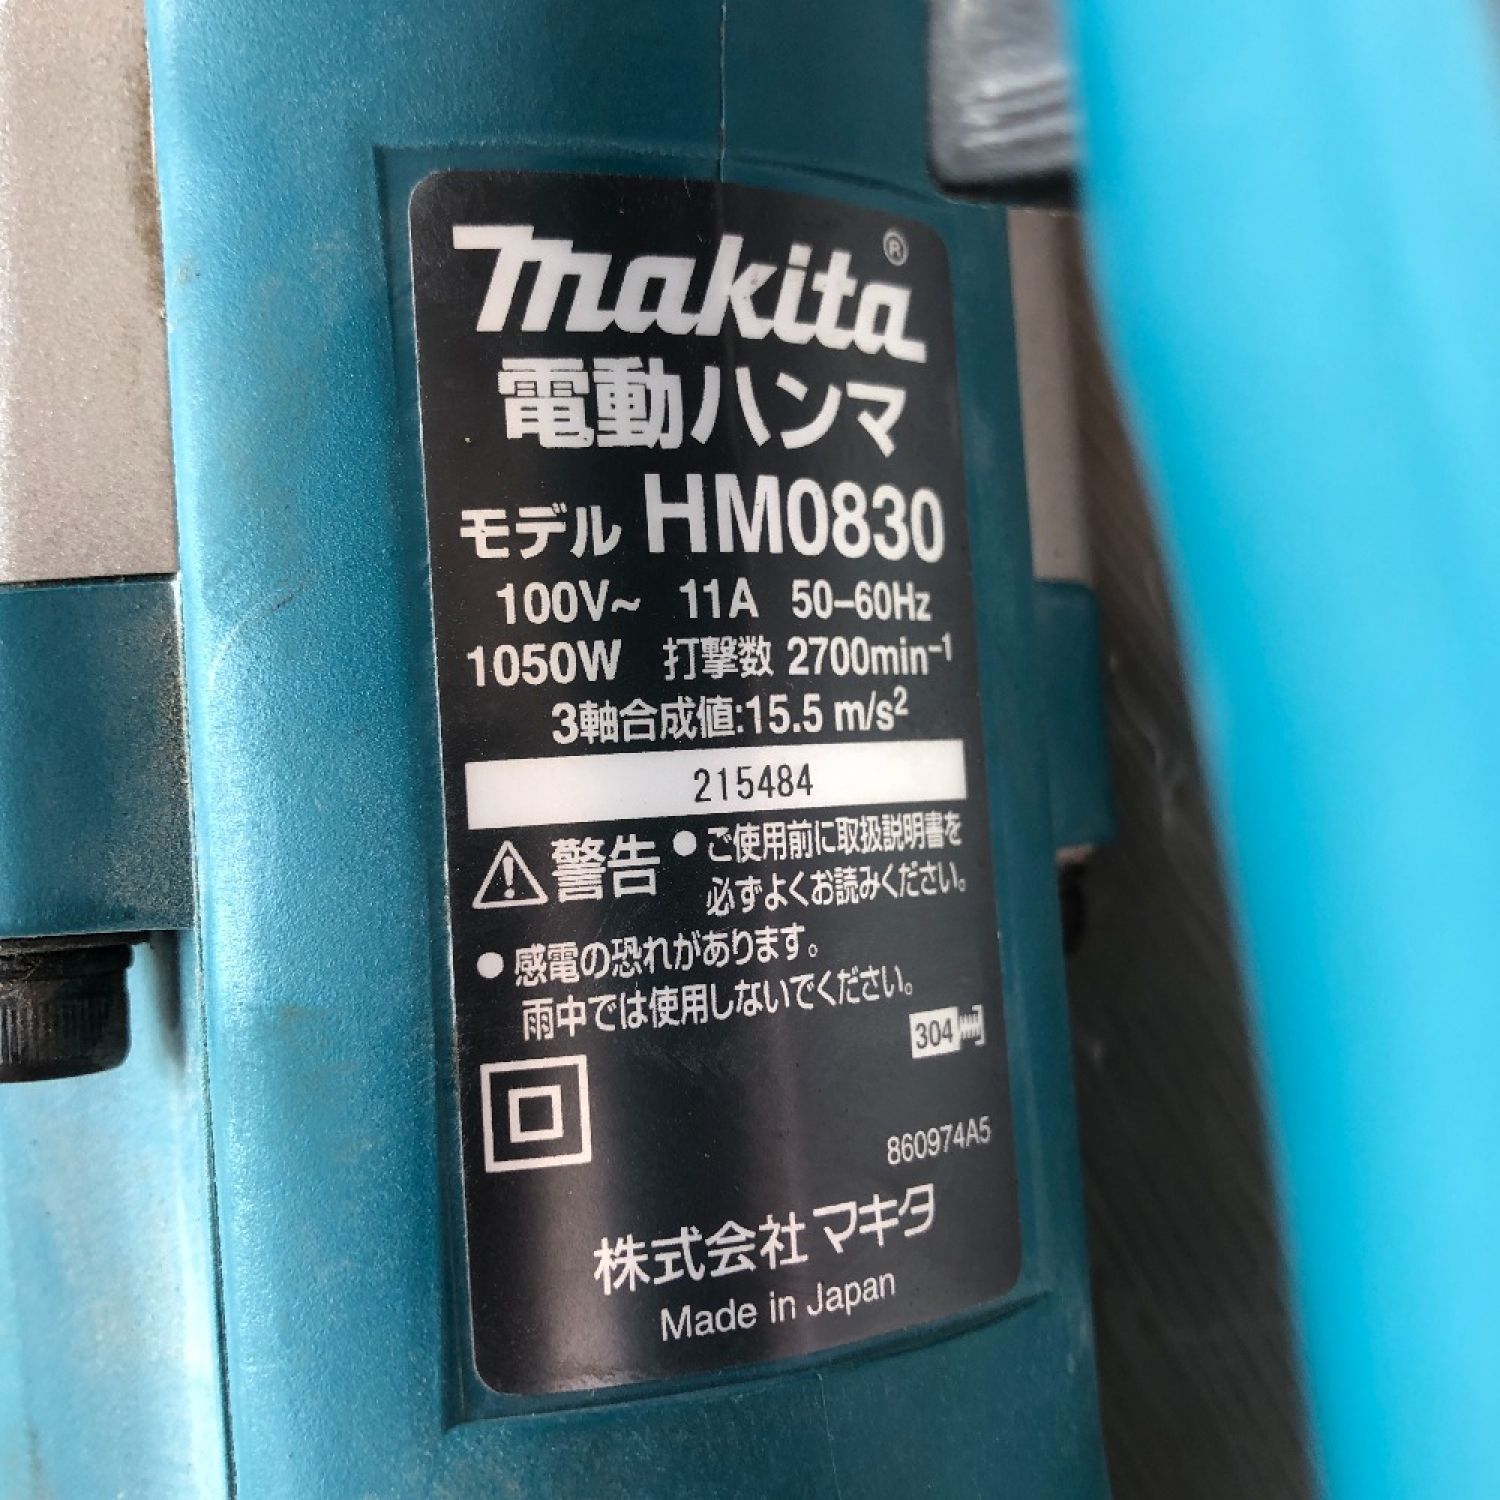 makita®
電動ハンマ
モデル HM0830
100V~ 11A 50-60Hz
1050W 打撃数 2700min⁻¹
3軸合成値:15.5 m/s²
215484
警告 ●ご使用前に取扱説明書を
必ずよくお読みください。
●感電の恐れがあります。
雨中では使用しないでください。
304
860974A5
株式会社マキタ
Made in Japan